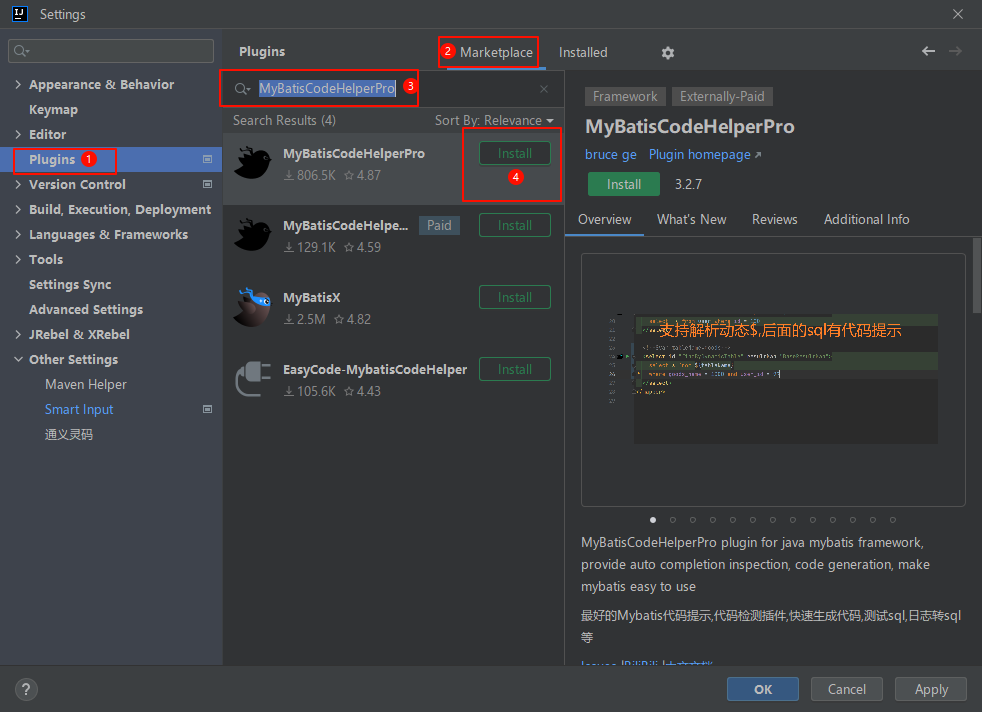 Settings
Plugins
2
Marketplace
Installed
Appearance & Behavior
Keymap
Editor
Plugins 1
Version Control
Build, Execution, Deployment
Languages & Frameworks
Tools
Settings Sync
Advanced Settings
JRebel & XRebel
Other Settings
Maven Helper
Smart Input
通义灵码
MyBatisCodeHelperPro 3
Search Results (4)
Sort By: Relevance
MyBatisCodeHelperPro
806.5K 4.87
Install
4
MyBatisCodeHelpe... Paid
129.1K 4.59
Install
MyBatisX
2.5M 4.82
Install
EasyCode-MybatisCodeHelper
105.6K 4.43
Install
Framework Externally-Paid
MyBatisCodeHelperPro
bruce ge Plugin homepage
Install 3.2.7
Overview What's New Reviews Additional Info
支持解析动态$,后面的sql有代码提示
MyBatisCodeHelperPro plugin for java mybatis framework,
provide auto completion inspection, code generation, make
mybatis easy to use
最好的Mybatis代码提示,代码检测插件,快速生成代码,测试sql,日志转sql
等
?
OK Cancel Apply